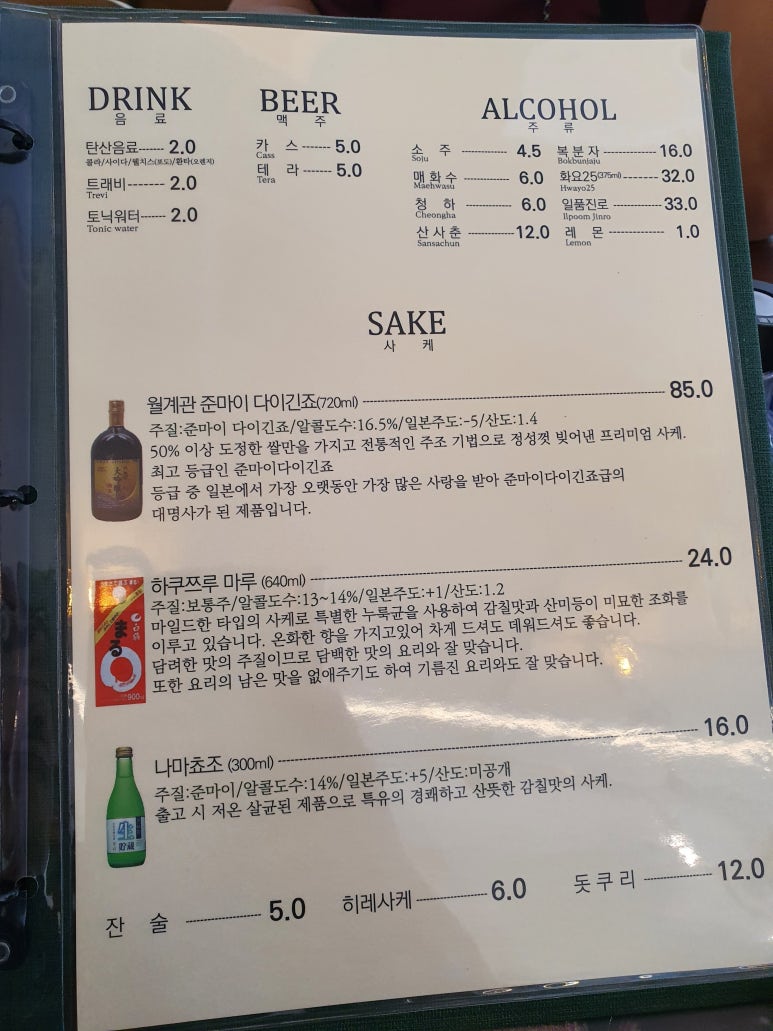 DRINK
음 료
탄산음료------ 2.0
콜라/사이다/웰치스(포도)/환타(오렌지)
트래비------- 2.0
Trevi
토닉워터----- 2.0
Tonic water
BEER
맥 주
카 스 ------- 5.0
Cass
테 라 ------- 5.0
Tera
ALCOHOL
주 류
소 주 ----------- 4.5
Soju
매 화 수 ----------- 6.0
Maehwasu
청 하 ----------- 6.0
Cheongha
산 사 춘 -----------12.0
Sansachun
복 분 자 --------------16.0
Bokbunjaju
화요25(375ml)--------- 32.0
Hwayo25
일품진로 ------------33.0
Ilpoom Jinro
레 몬 -------------- 1.0
Lemon
SAKE
사 케
월계관 준마이 다이긴죠(720ml) ---------------------------------------- 85.0
주질:준마이 다이긴죠/알콜도수:16.5%/일본주도:-5/산도:1.4
50% 이상 도정한 쌀만을 가지고 전통적인 주조 기법으로 정성껏 빚어낸 프리미엄 사케.
최고 등급인 준마이다이긴죠
등급 중 일본에서 가장 오랫동안 가장 많은 사랑을 받아 준마이다이긴죠급의
대명사가 된 제품입니다.
하쿠쯔루 마루 (640ml) -------------------------------------------------- 24.0
주질:보통주/알콜도수:13~14%/일본주도:+1/산도:1.2
마일드한 타입의 사케로 특별한 누룩균을 사용하여 감칠맛과 산미등이 미묘한 조화를
이루고 있습니다. 온화한 향을 가지고있어 차게 드셔도 데워드셔도 좋습니다.
담려한 맛의 주질이므로 담백한 맛의 요리와 잘 맞습니다.
또한 요리의 남은 맛을 없애주기도 하여 기름진 요리와도 잘 맞습니다.
まる
900
나마쵸조 (300ml) -------------------------------------------------------- 16.0
주질:준마이/알콜도수:14%/일본주도:+5/산도:미공개
출고 시 저온 살균된 제품으로 특유의 경쾌하고 산뜻한 감칠맛의 사케.
貯蔵
잔 술 ----------- 5.0
히레사케----------- 6.0
돗 쿠 리 ---------- 12.0